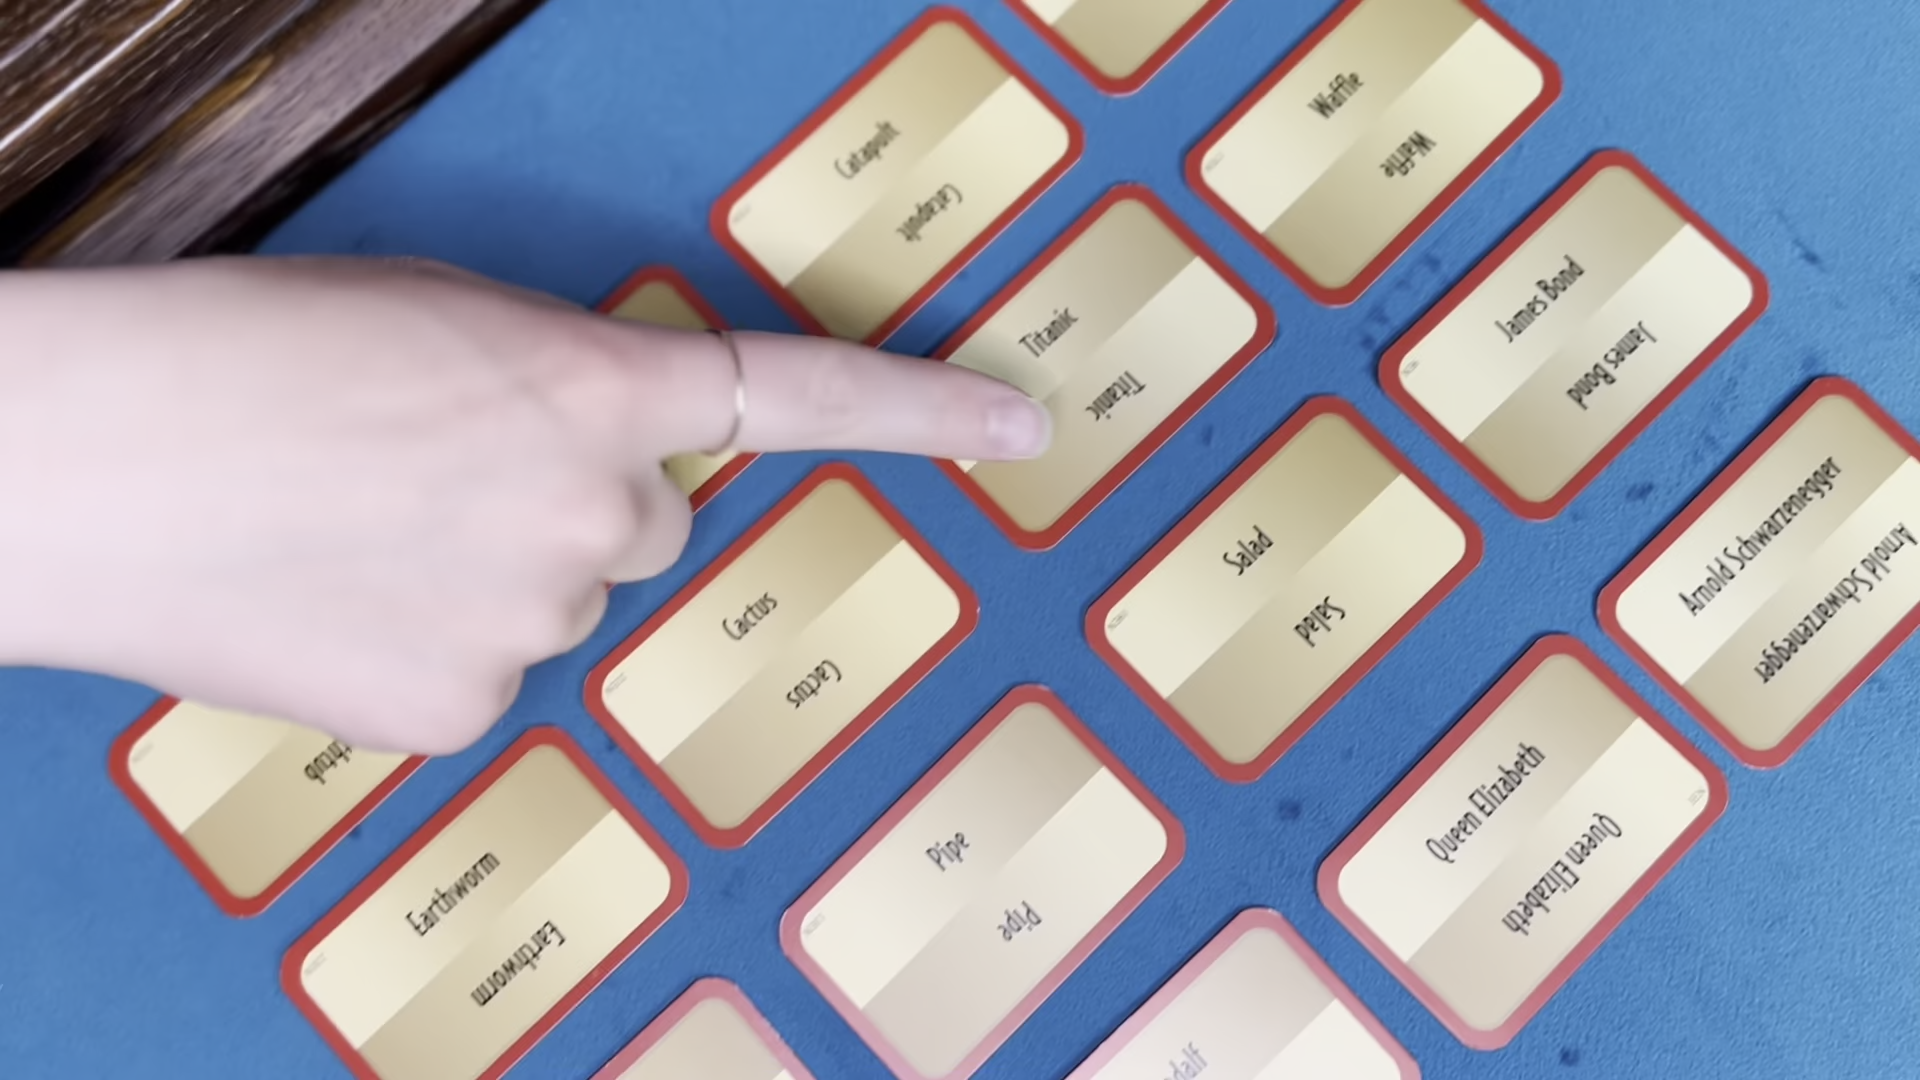 Catapult
Catapult
Waffle
Waffle
Titanic
Titanic
James Bond
James Bond
Cactus
Cactus
Salad
Salad
Arnold Schwarzenegger
Arnold Schwarzenegger
Earthworm
Earthworm
Pipe
Pipe
Queen Elizabeth
Queen Elizabeth